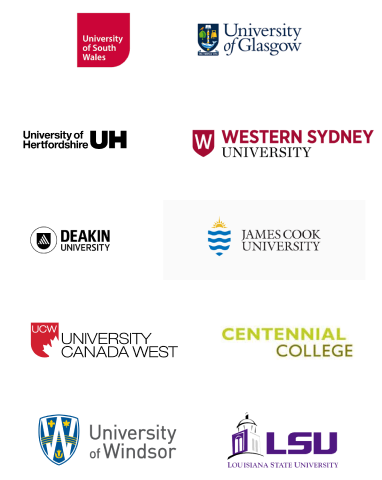 University
of South
Wales
University
of Glasgow
University of
Hertfordshire UH
W WESTERN SYDNEY
UNIVERSITY
DEAKIN
UNIVERSITY
JAMES COOK
UNIVERSITY
UCW
UNIVERSITY
CANADA WEST
CENTENNIAL
COLLEGE
University
of Windsor
LSU
LOUISIANA STATE UNIVERSITY